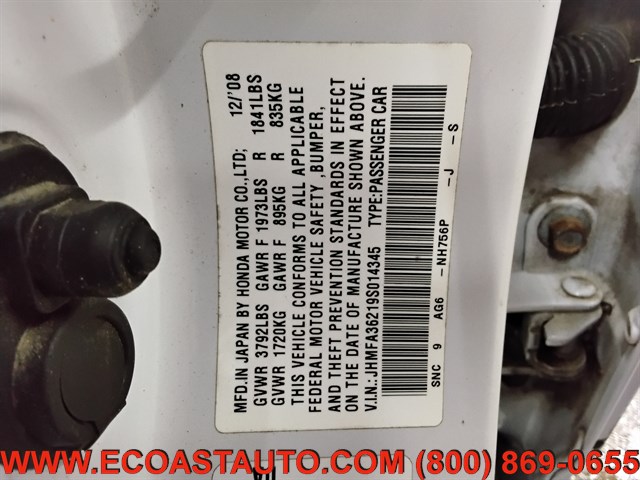 MFD.IN JAPAN BY HONDA MOTOR CO.,LTD; 12/'08
GVWR 3792LBS GAWR F 1973LBS R 1841LBS
GVWR 1720KG GAWR F 895KG R 835KG
THIS VEHICLE CONFORMS TO ALL APPLICABLE
FEDERAL MOTOR VEHICLE SAFETY ,BUMPER,
AND THEFT PREVENTION STANDARDS IN EFFECT
ON THE DATE OF MANUFACTURE SHOWN ABOVE.
V.I.N.:JHMFA36219S014345 TYPE:PASSENGER CAR
SNC 9 AG6 -NH756P -J -S
WWW.ECOASTAUTO.COM (800) 869-0655